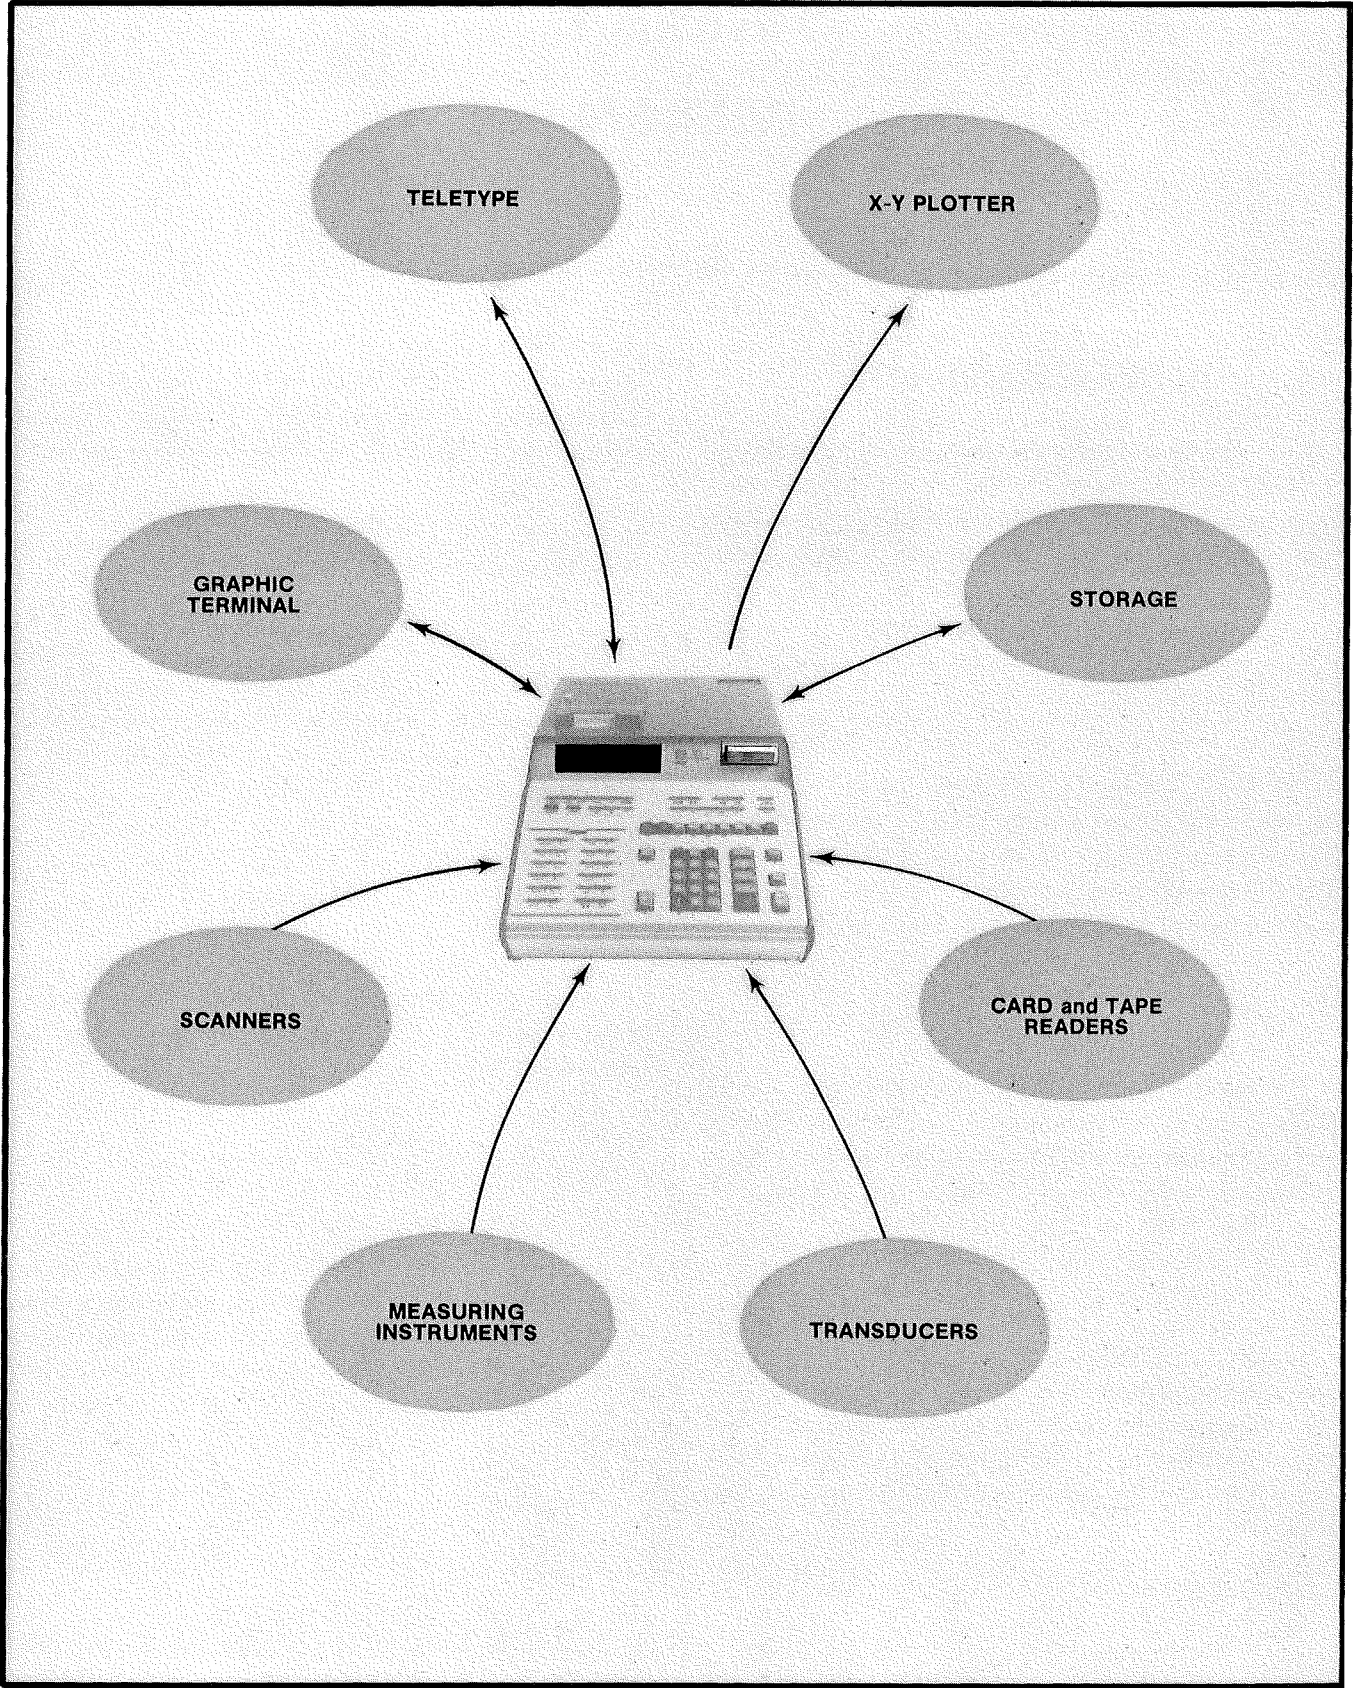 TELETYPE
X-Y PLOTTER
GRAPHIC
TERMINAL
STORAGE
SCANNERS
CARD and TAPE
READERS
MEASURING
INSTRUMENTS
TRANSDUCERS